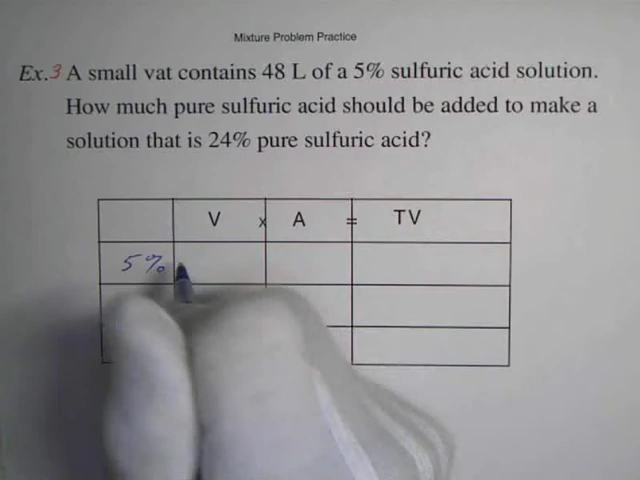 Mixture Problem Practice
Ex.3 A small vat contains 48 L of a 5% sulfuric acid solution.
How much pure sulfuric acid should be added to make a
solution that is 24% pure sulfuric acid?
V x A = TV
5%